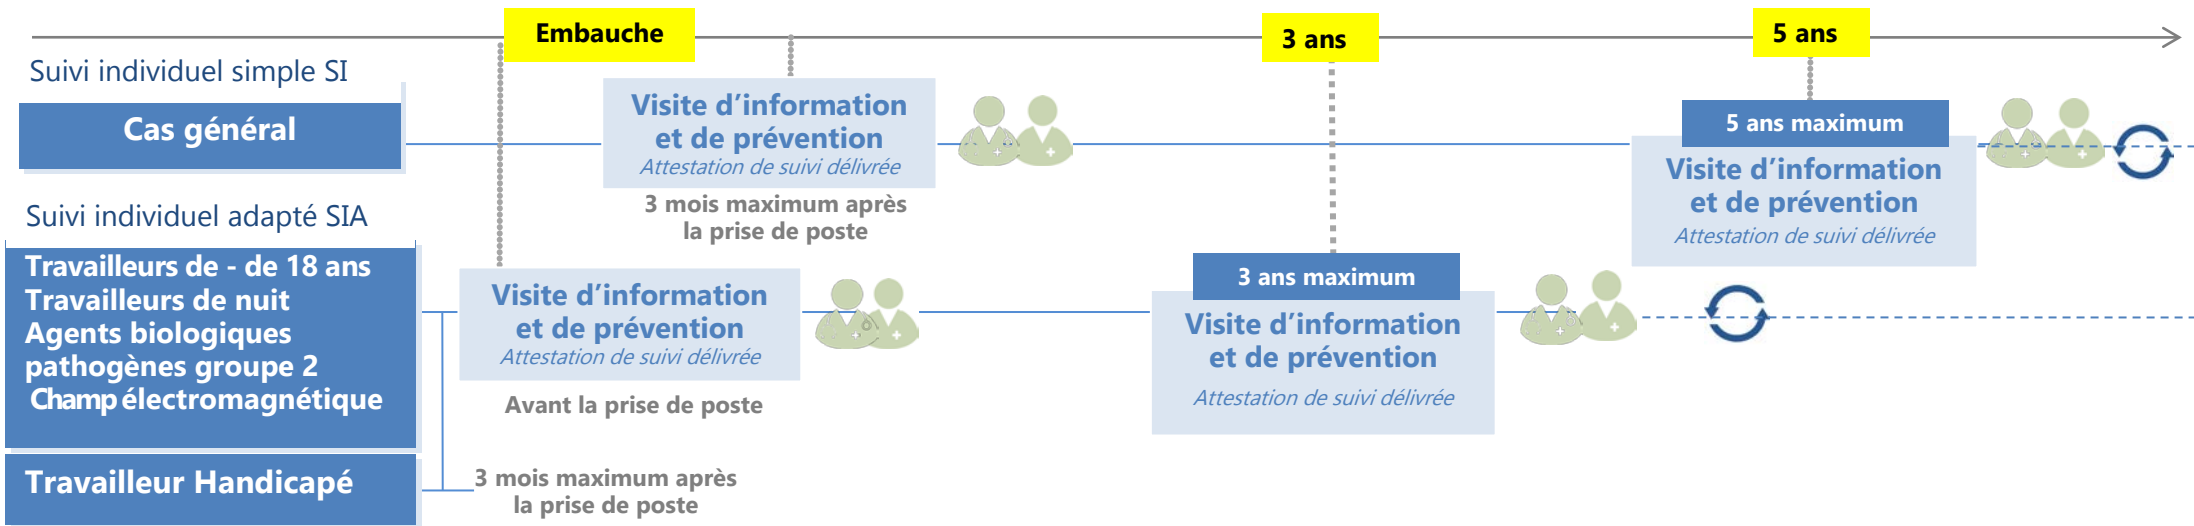 Embauche
3 ans
5 ans
Suivi individuel simple SI
Cas général
Visite d’information
et de prévention
Attestation de suivi délivrée
3 mois maximum après
la prise de poste
5 ans maximum
Visite d’information
et de prévention
Attestation de suivi délivrée
Suivi individuel adapté SIA
Travailleurs de - de 18 ans
Travailleurs de nuit
Agents biologiques
pathogènes groupe 2
Champ électromagnétique
Visite d’information
et de prévention
Attestation de suivi délivrée
Avant la prise de poste
3 ans maximum
Visite d’information
et de prévention
Attestation de suivi délivrée
Travailleur Handicapé
3 mois maximum après
la prise de poste